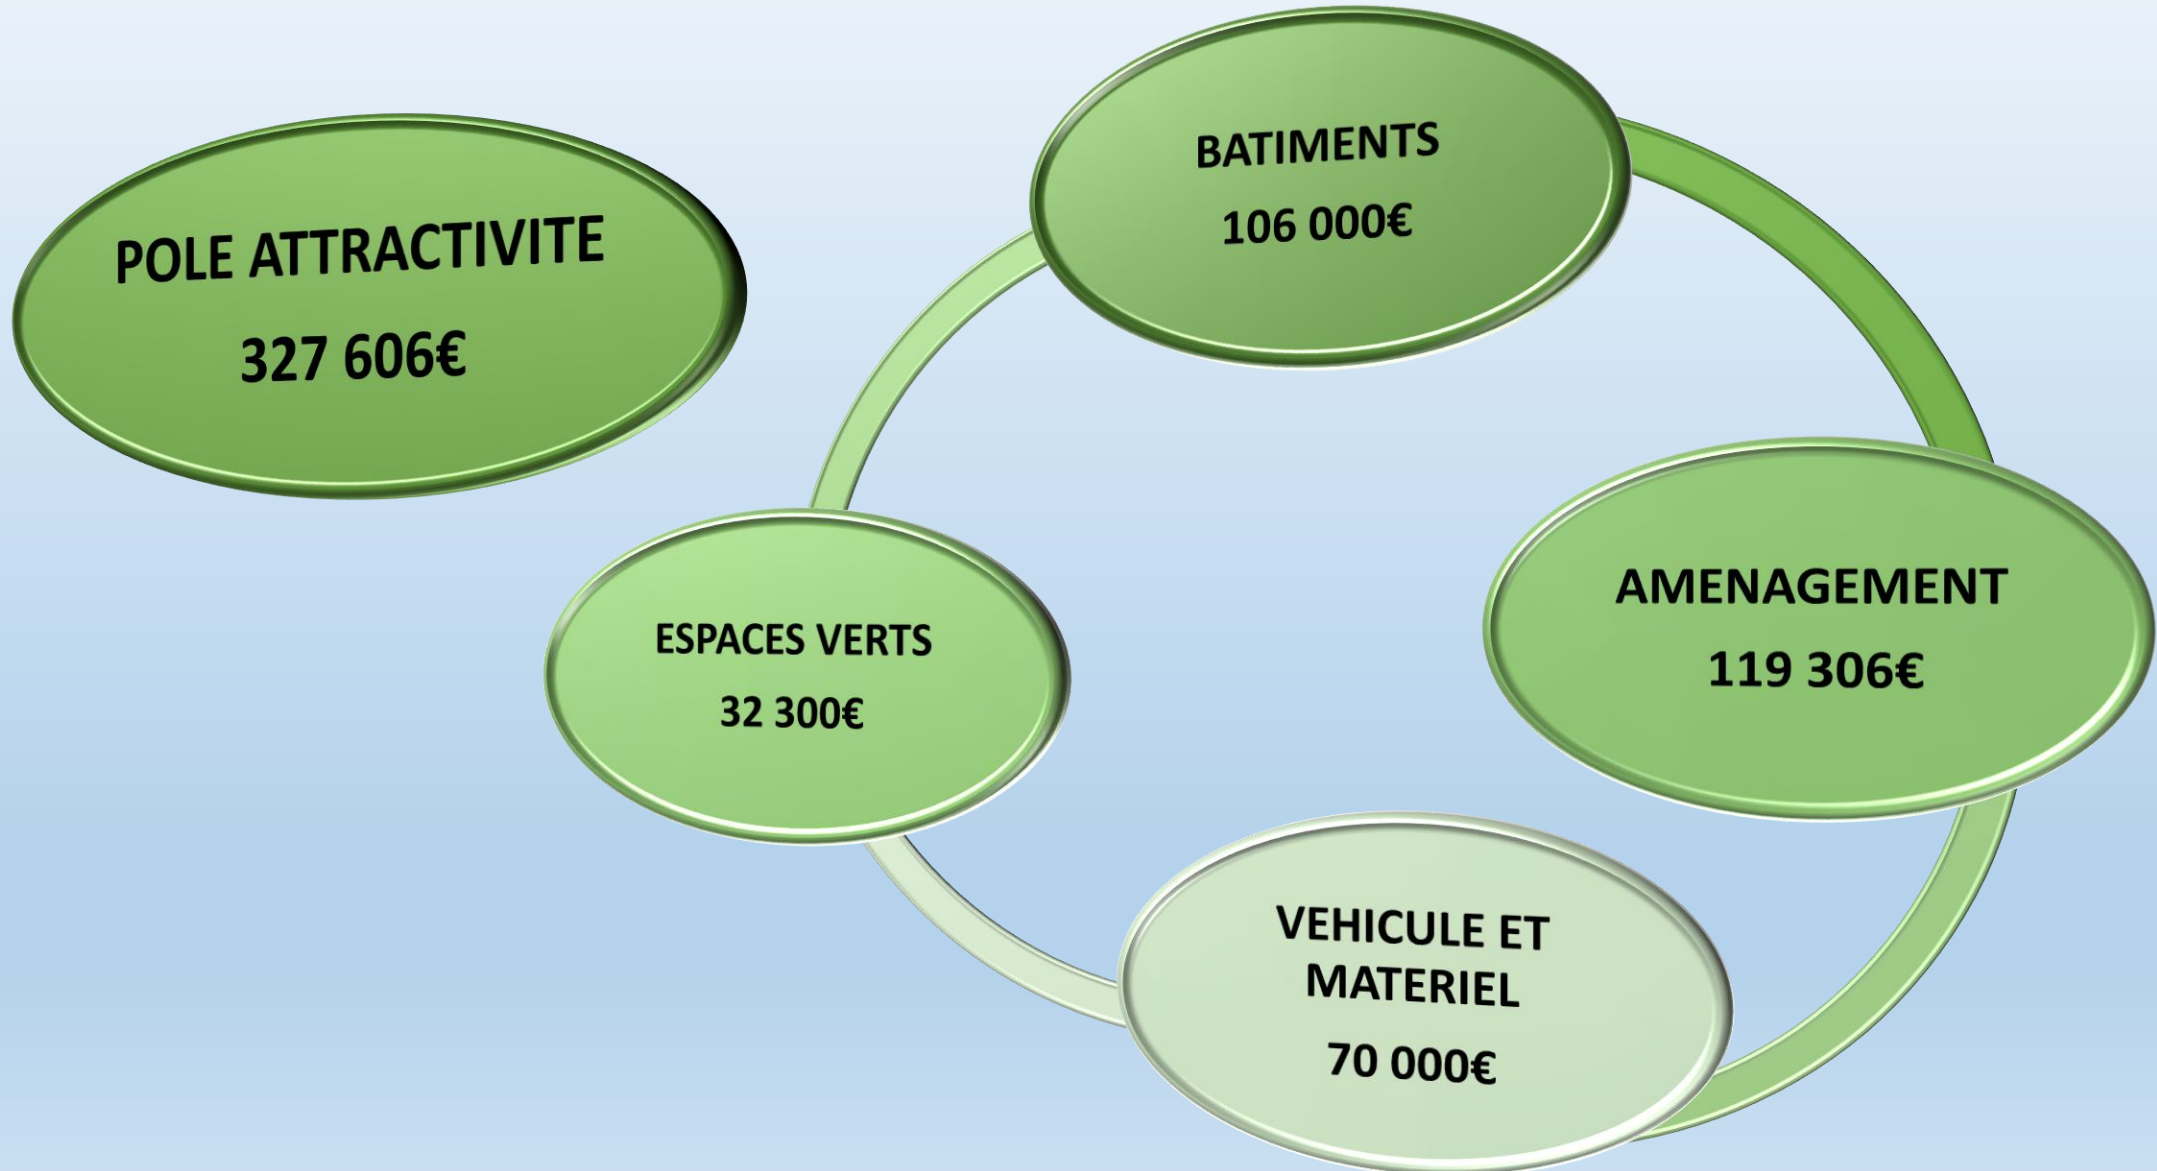 POLE ATTRACTIVITE
327 606€
BATIMENTS
106 000€
AMENAGEMENT
119 306€
ESPACES VERTS
32 300€
VEHICULE ET
MATERIEL
70 000€